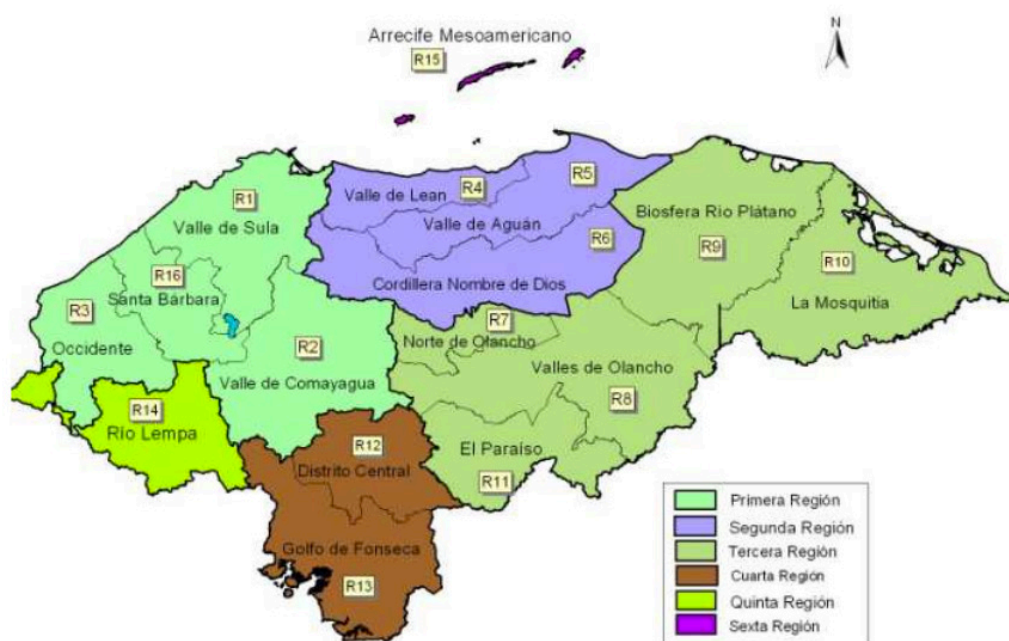 N
Arrecife Mesoamericano
R15
R1
Valle de Sula
Valle de Lean
R4
R5
Valle de Aguán
R6
Cordillera Nombre de Dios
Biosfera Río Plátano
R9
R10
La Mosquitia
R16
Santa Bárbara
R3
Occidente
R2
Valle de Comayagua
R7
Norte de Olancho
Valles de Olancho
R8
R14
Río Lempa
R12
Distrito Central
El Paraíso
R11
Golfo de Fonseca
R13
Primera Región
Segunda Región
Tercera Región
Cuarta Región
Quinta Región
Sexta Región